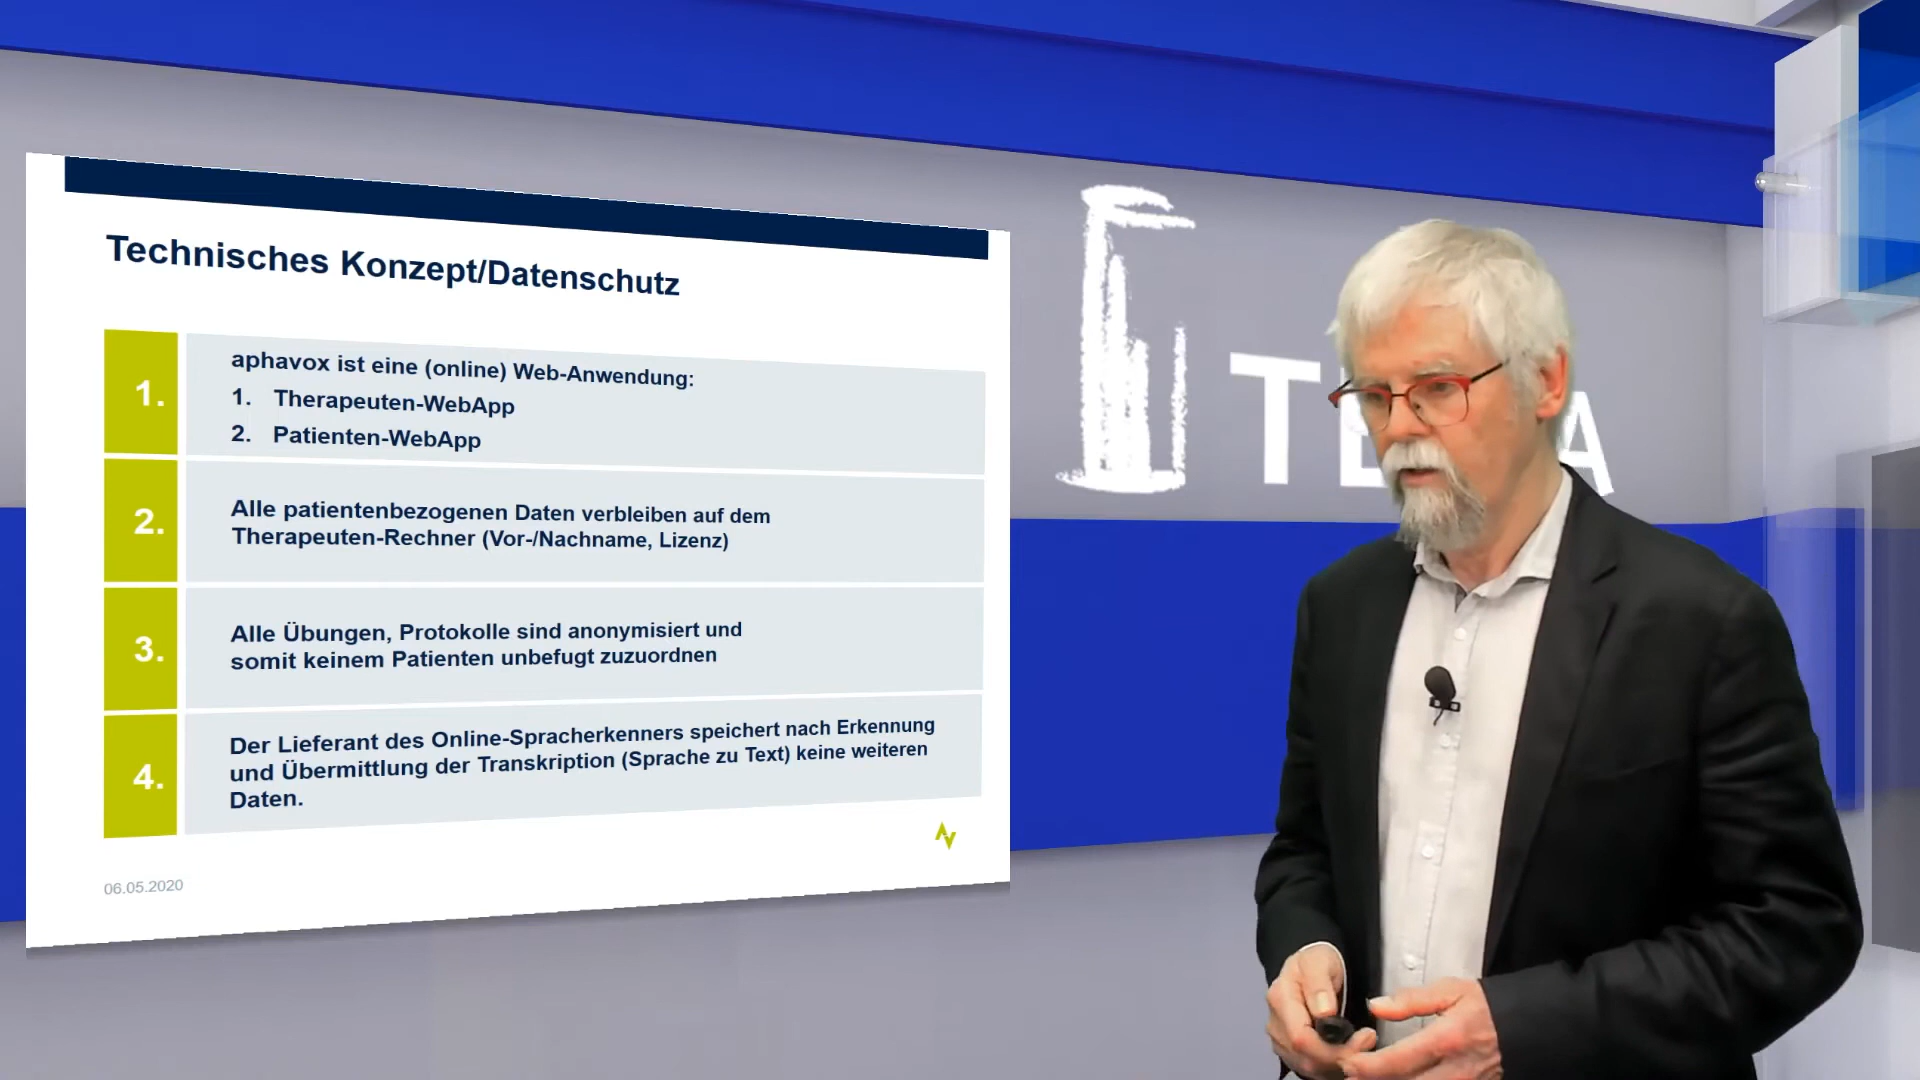 Technisches Konzept/Datenschutz
1.
aphavox ist eine (online) Web-Anwendung:
1. Therapeuten-WebApp
2. Patienten-WebApp
2.
Alle patientenbezogenen Daten verbleiben auf dem
Therapeuten-Rechner (Vor-/Nachname, Lizenz)
3.
Alle Übungen, Protokolle sind anonymisiert und
somit keinem Patienten unbefugt zuzuordnen
4.
Der Lieferant des Online-Spracherkenners speichert nach Erkennung
und Übermittlung der Transkription (Sprache zu Text) keine weiteren
Daten.
06.05.2020